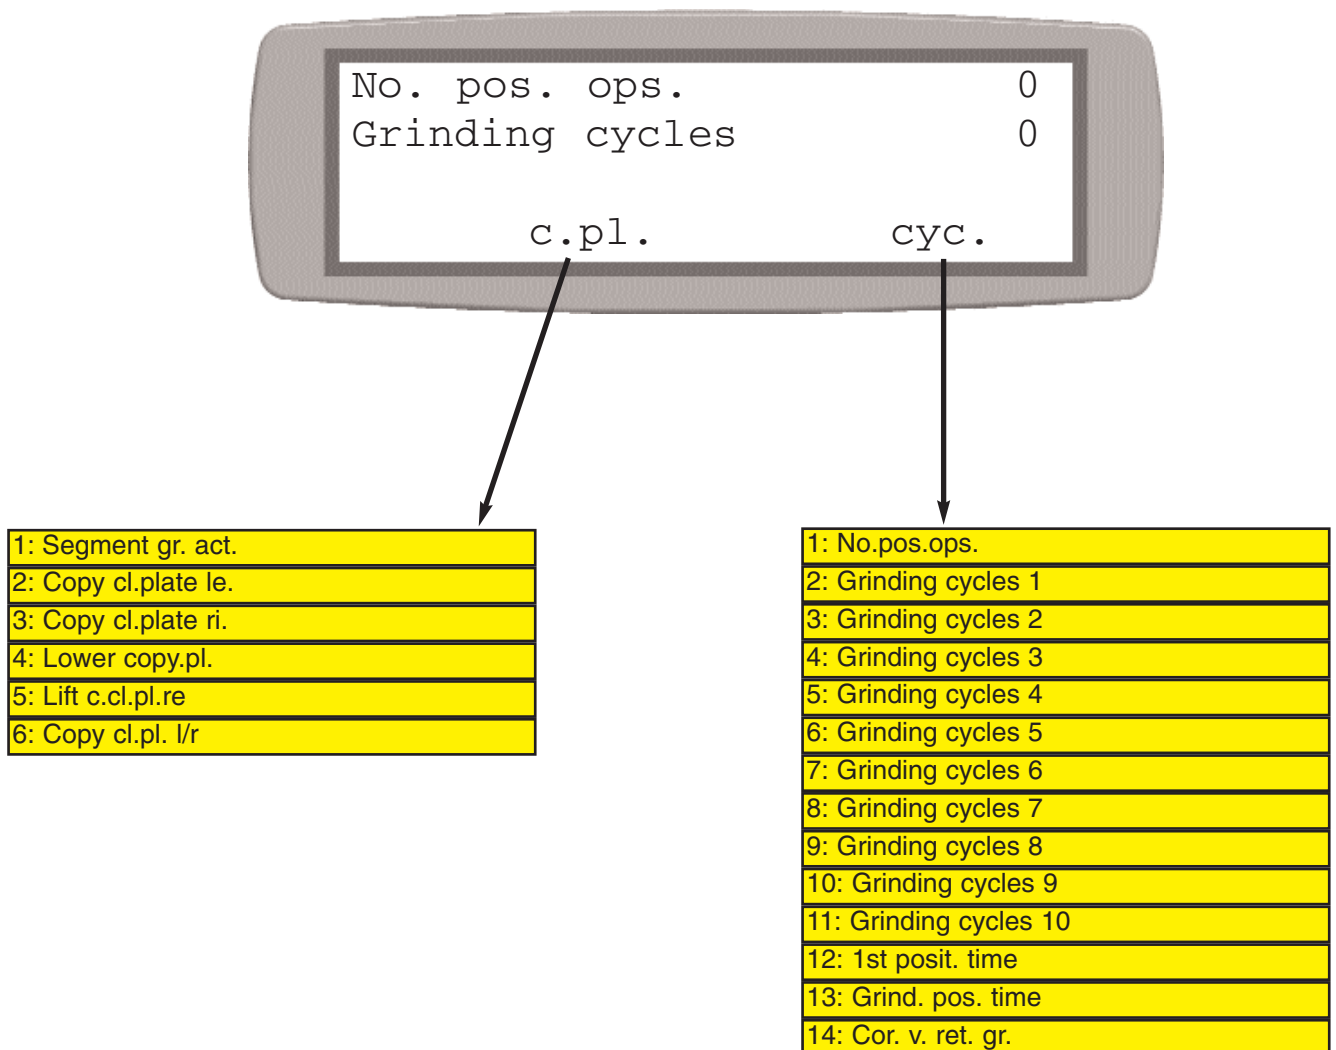 No. pos. ops. 0
Grinding cycles 0
c.pl. cyc.
1: Segment gr. act.
2: Copy cl.plate le.
3: Copy cl.plate ri.
4: Lower copy.pl.
5: Lift c.cl.pl.re
6: Copy cl.pl. l/r
1: No.pos.ops.
2: Grinding cycles 1
3: Grinding cycles 2
4: Grinding cycles 3
5: Grinding cycles 4
6: Grinding cycles 5
7: Grinding cycles 6
8: Grinding cycles 7
9: Grinding cycles 8
10: Grinding cycles 9
11: Grinding cycles 10
12: 1st posit. time
13: Grind. pos. time
14: Cor. v. ret. gr.